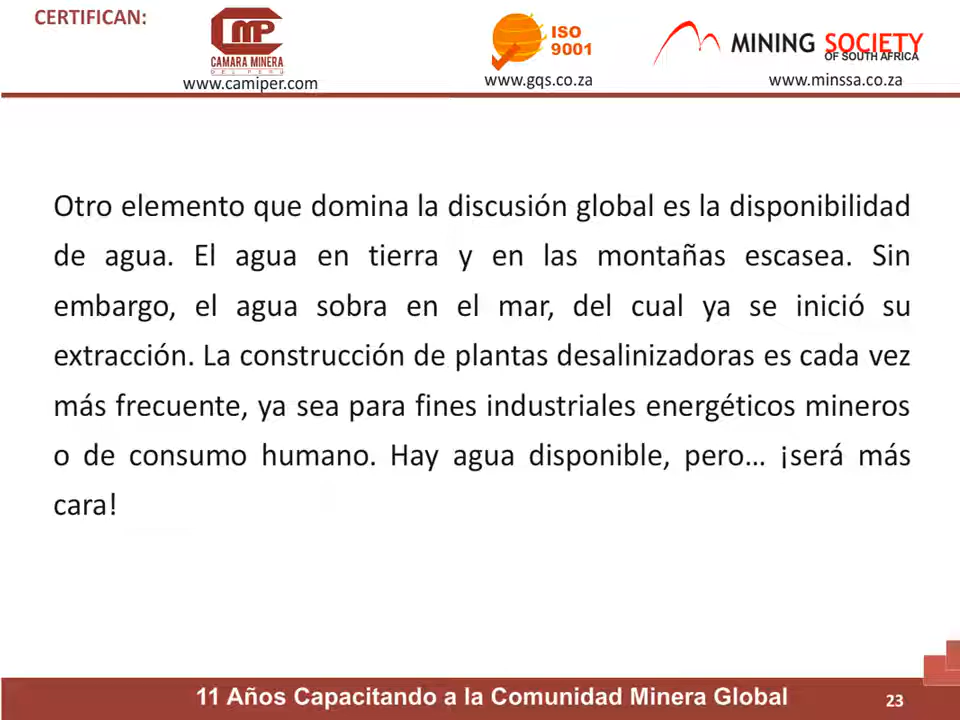 CERTIFICAN:
CMP
CAMARA MINERA
DEL PERU
www.camiper.com
ISO
9001
www.gqs.co.za
MINING SOCIETY
OF SOUTH AFRICA
www.minssa.co.za
Otro elemento que domina la discusión global es la disponibilidad
de agua. El agua en tierra y en las montañas escasea. Sin
embargo, el agua sobra en el mar, del cual ya se inició su
extracción. La construcción de plantas desalinizadoras es cada vez
más frecuente, ya sea para fines industriales energéticos mineros
o de consumo humano. Hay agua disponible, pero… ¡será más
cara!
11 Años Capacitando a la Comunidad Minera Global
23